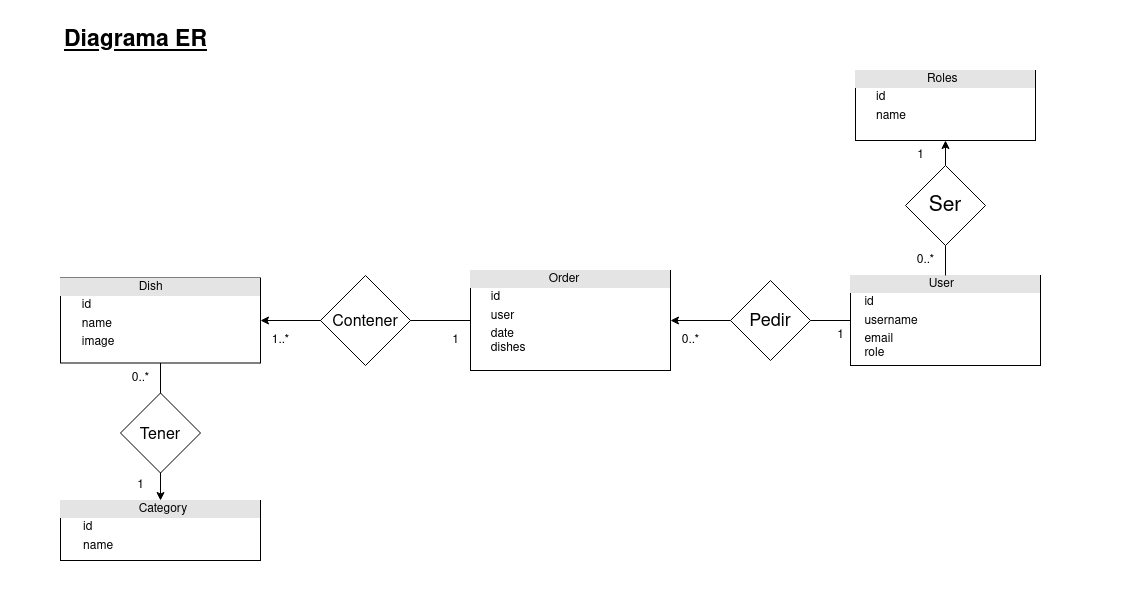 Diagrama ER
Roles
id
name
1
Ser
0..*
User
id
username
email
role
1
Pedir
0..*
Order
id
user
date
dishes
1
Contener
1..*
Dish
id
name
image
0..*
Tener
1
Category
id
name